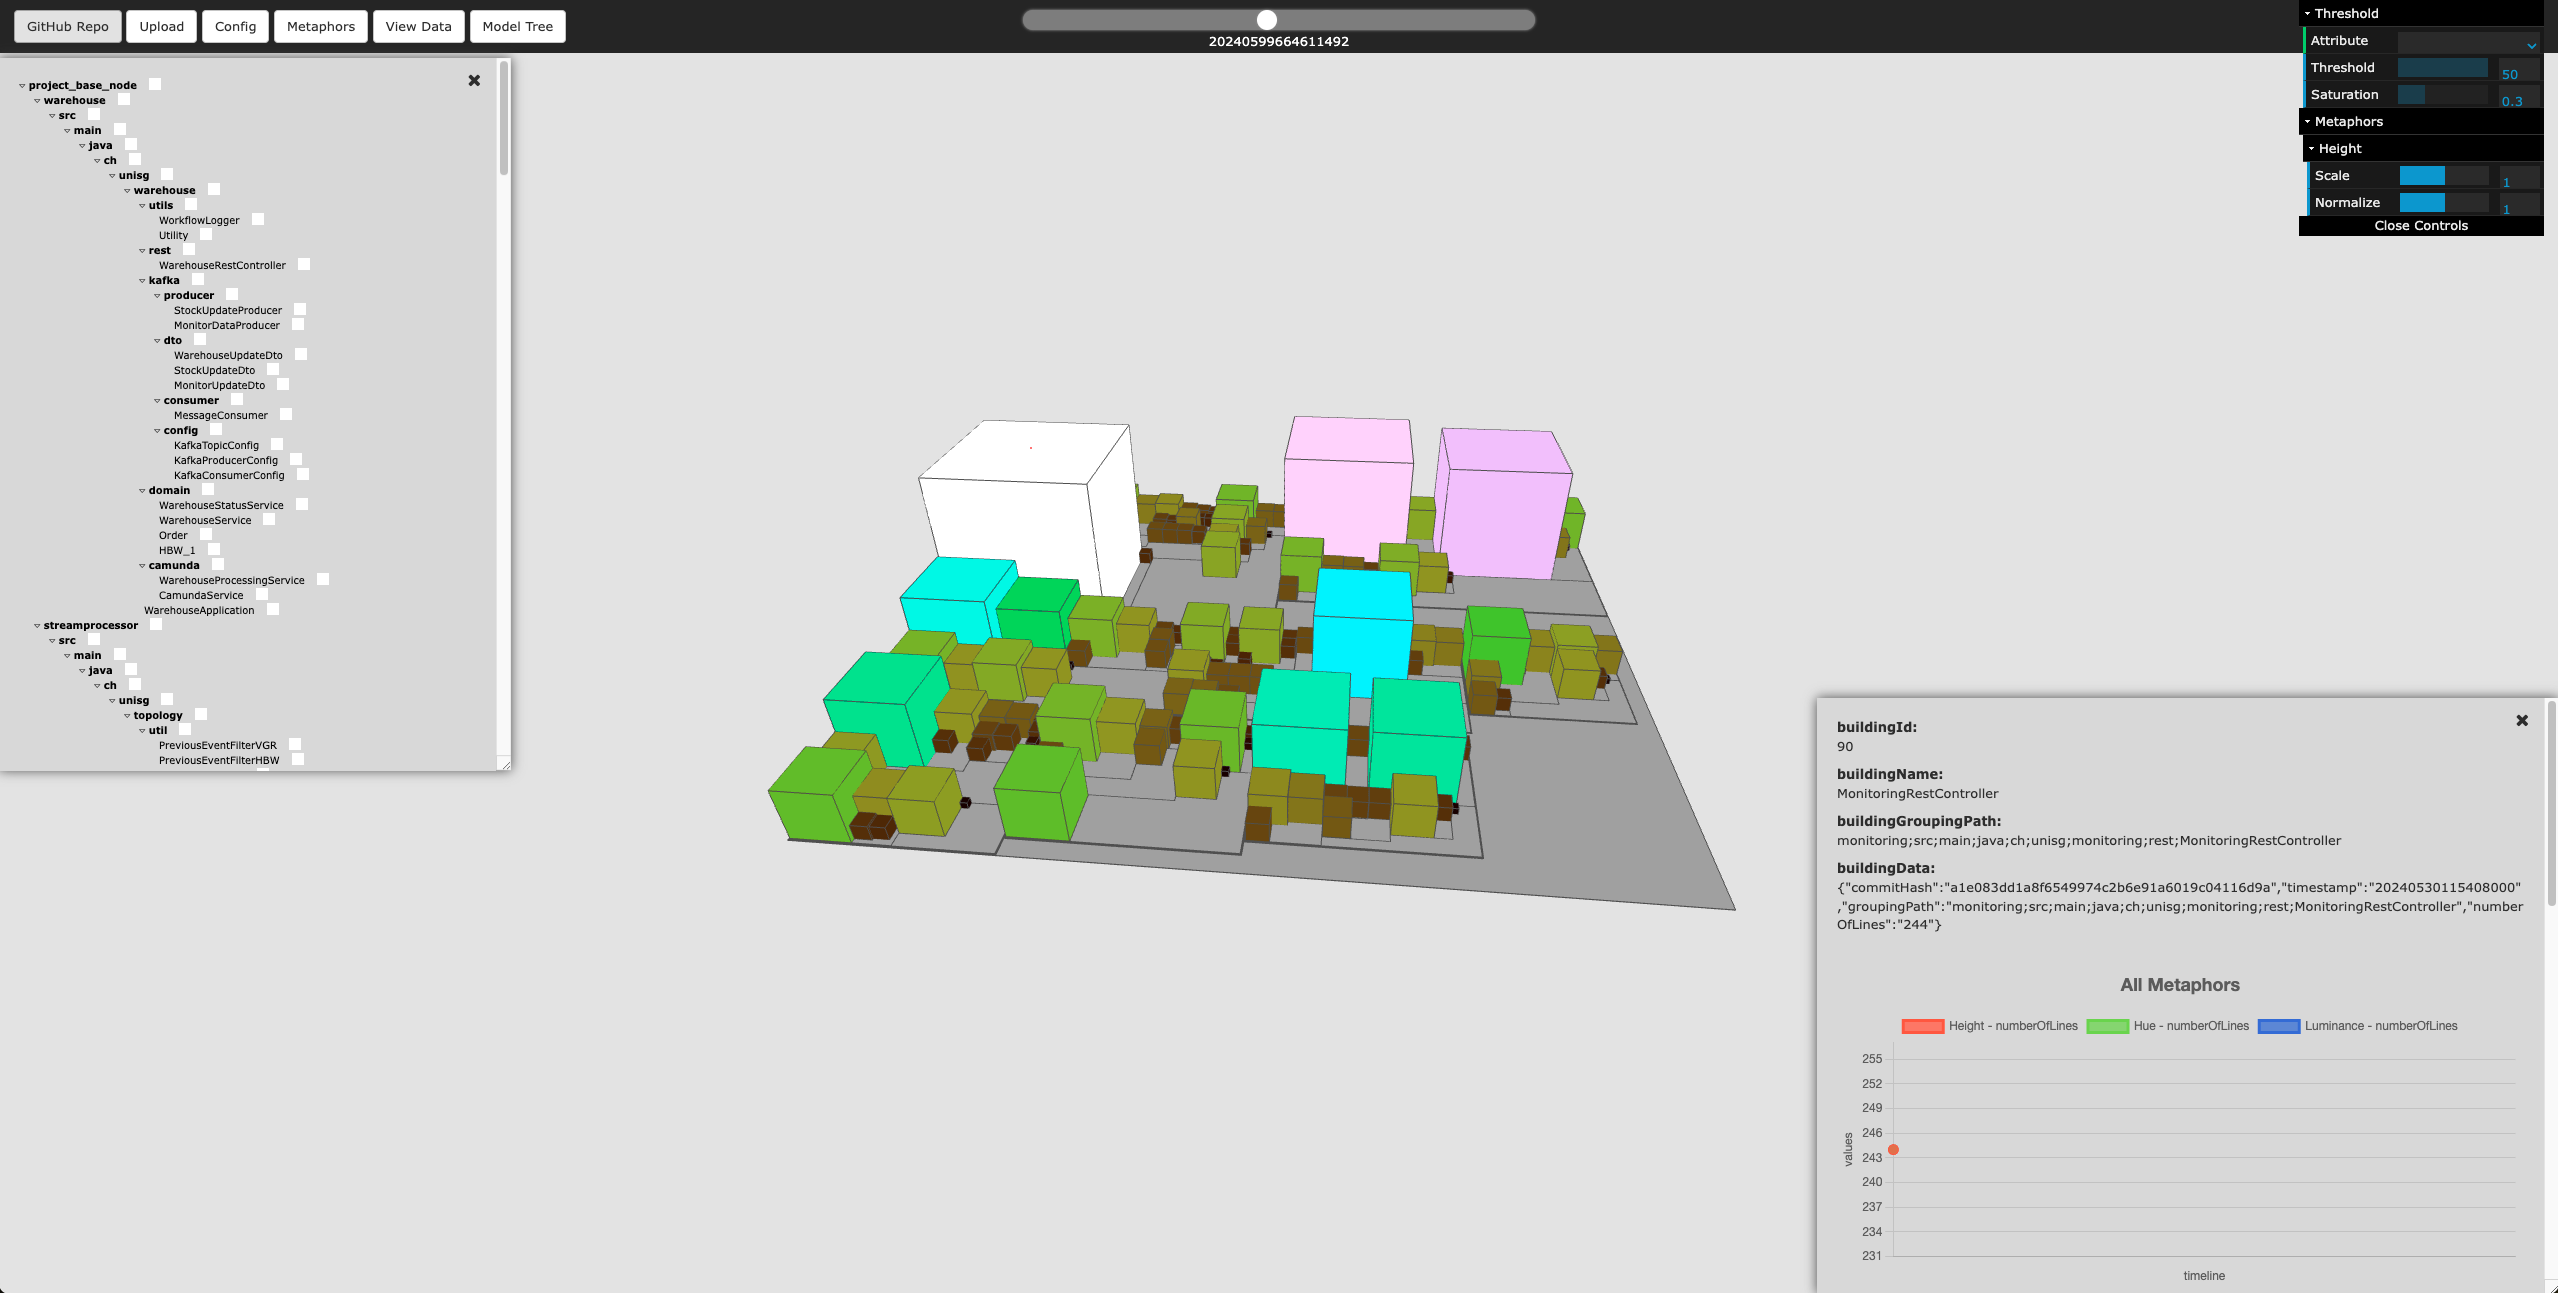 GitHub Repo
Upload
Config
Metaphors
View Data
Model Tree
20240599664611492
project_base_node
warehouse
src
main
java
ch
unisg
warehouse
utils
WorkflowLogger
Utility
rest
WarehouseRestController
kafka
producer
StockUpdateProducer
MonitorDataProducer
dto
WarehouseUpdateDto
StockUpdateDto
MonitorUpdateDto
consumer
MessageConsumer
config
KafkaTopicConfig
KafkaProducerConfig
KafkaConsumerConfig
domain
WarehouseStatusService
WarehouseService
Order
HBW_1
camunda
WarehouseProcessingService
CamundaService
WarehouseApplication
streamprocessor
src
main
java
ch
unisg
topology
util
PreviousEventFilterVGR
PreviousEventFilterHBW
Threshold
Attribute
Threshold 50
Saturation 0.3
Metaphors
Height
Scale 1
Normalize 1
Close Controls
buildingId:
90
buildingName:
MonitoringRestController
buildingGroupingPath:
monitoring;src;main;java;ch;unisg;monitoring;rest;MonitoringRestController
buildingData:
{"commitHash":"a1e083dd1a8f6549974c2b6e91a6019c04116d9a","timestamp":"20240530115408000"
,"groupingPath":"monitoring;src;main;java;ch;unisg;monitoring;rest;MonitoringRestController","number
OfLines":"244"}
All Metaphors
Height - numberOfLines
Hue - numberOfLines
Luminance - numberOfLines
255
252
249
246
243
240
237
234
231
values
timeline